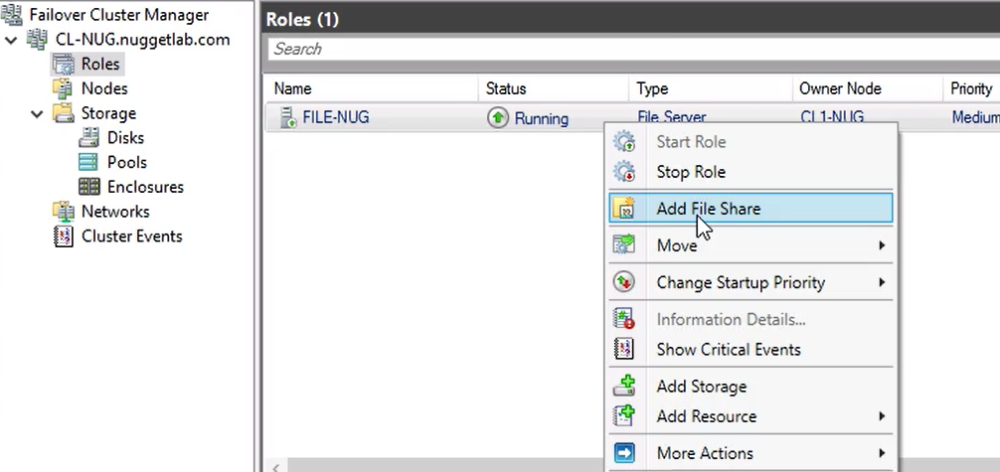 Failover Cluster Manager
CL-NUG.nuggetlab.com
Roles
Nodes
Storage
Disks
Pools
Enclosures
Networks
Cluster Events
Roles (1)
Search
Name Status Type Owner Node Priority
FILE-NUG Running File Server CL1-NUG Medium
Start Role
Stop Role
Add File Share
Move
Change Startup Priority
Information Details...
Show Critical Events
Add Storage
Add Resource
More Actions